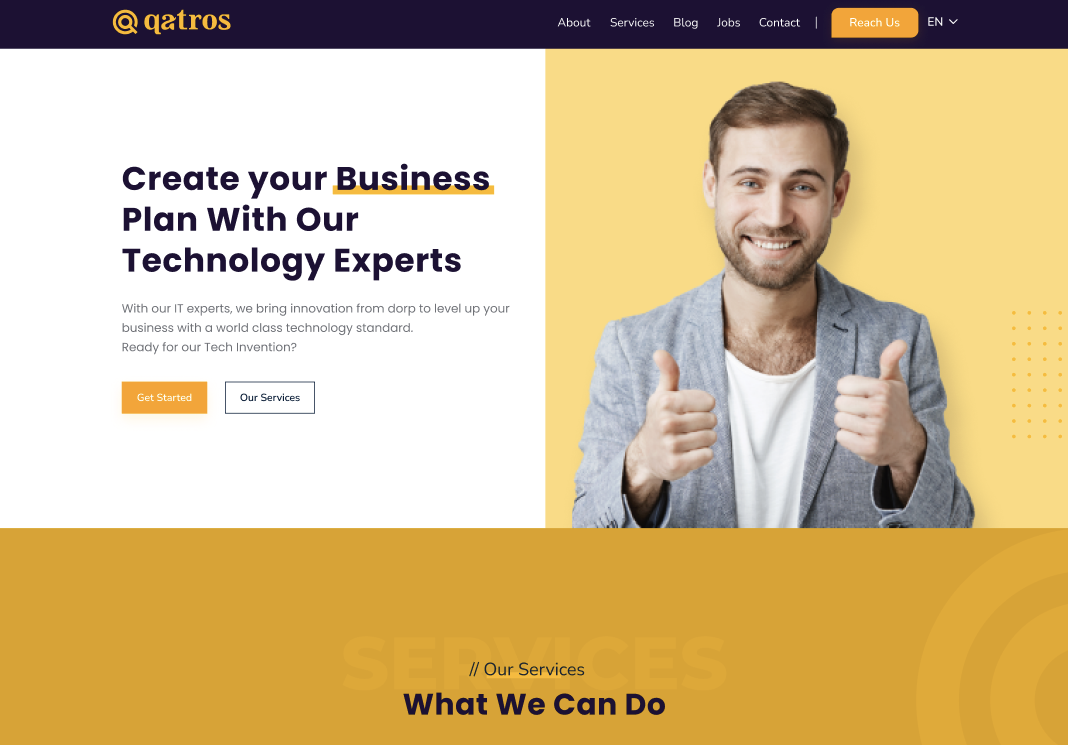 qatros
About Services Blog Jobs Contact | Reach Us EN
Create your Business
Plan With Our
Technology Experts
With our IT experts, we bring innovation from dorp to level up your
business with a world class technology standard.
Ready for our Tech Invention?
Get Started Our Services
SERVICES
// Our Services
What We Can Do